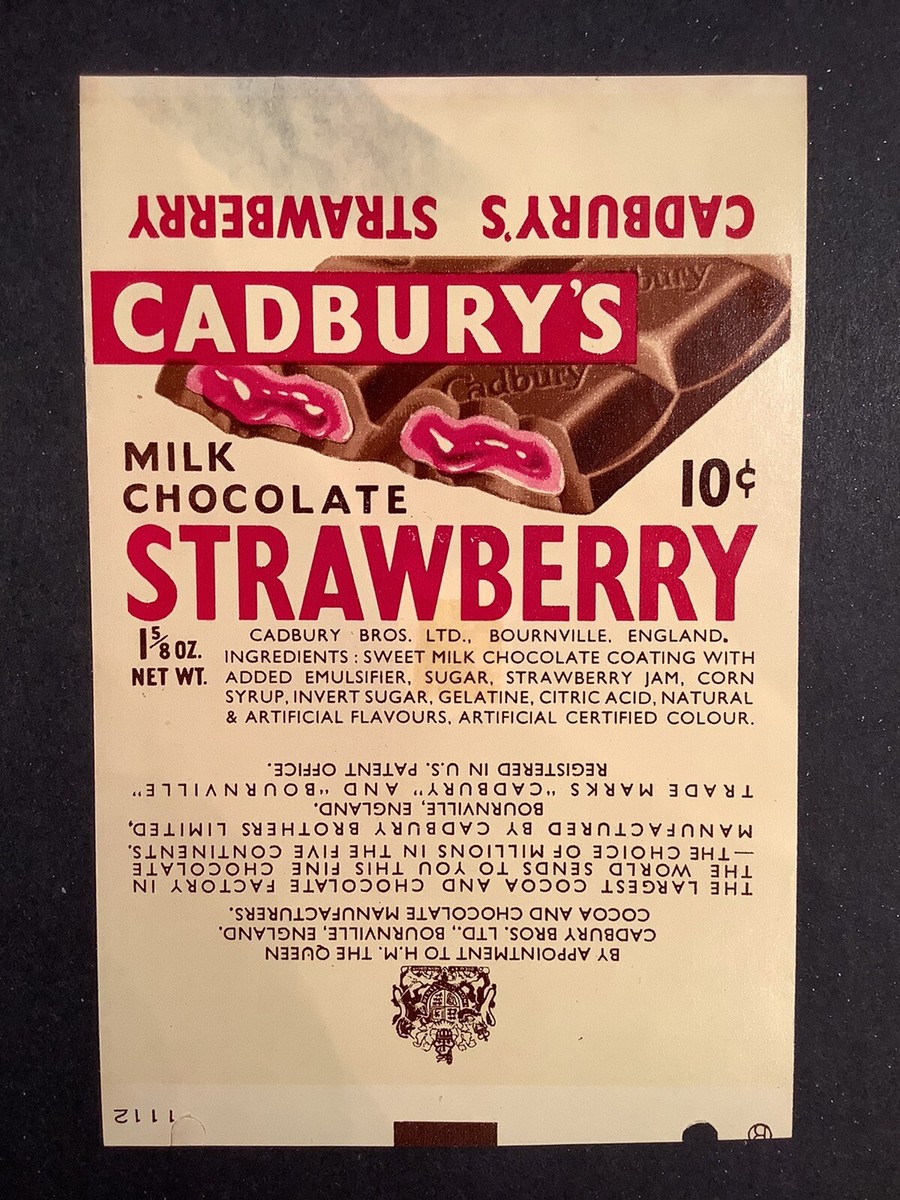 CADBURY'S STRAWBERRY
CADBURY'S
bury
Cadbury
MILK
CHOCOLATE
10¢
STRAWBERRY
1 5/8 OZ.
NET WT.
CADBURY BROS. LTD., BOURNVILLE. ENGLAND.
INGREDIENTS : SWEET MILK CHOCOLATE COATING WITH
ADDED EMULSIFIER, SUGAR, STRAWBERRY JAM, CORN
SYRUP, INVERT SUGAR, GELATINE, CITRIC ACID, NATURAL
& ARTIFICIAL FLAVOURS, ARTIFICIAL CERTIFIED COLOUR.
BY APPOINTMENT TO H.M. THE QUEEN
CADBURY BROS. LTD., BOURNVILLE, ENGLAND.
COCOA AND CHOCOLATE MANUFACTURERS.
THE LARGEST COCOA AND CHOCOLATE FACTORY IN
THE WORLD SENDS TO YOU THIS FINE CHOCOLATE
—THE CHOICE OF MILLIONS IN THE FIVE CONTINENTS.
MANUFACTURED BY CADBURY BROTHERS LIMITED,
BOURNVILLE, ENGLAND.
TRADE MARKS "CADBURY" AND "BOURNVILLE"
REGISTERED IN U.S. PATENT OFFICE.
1112